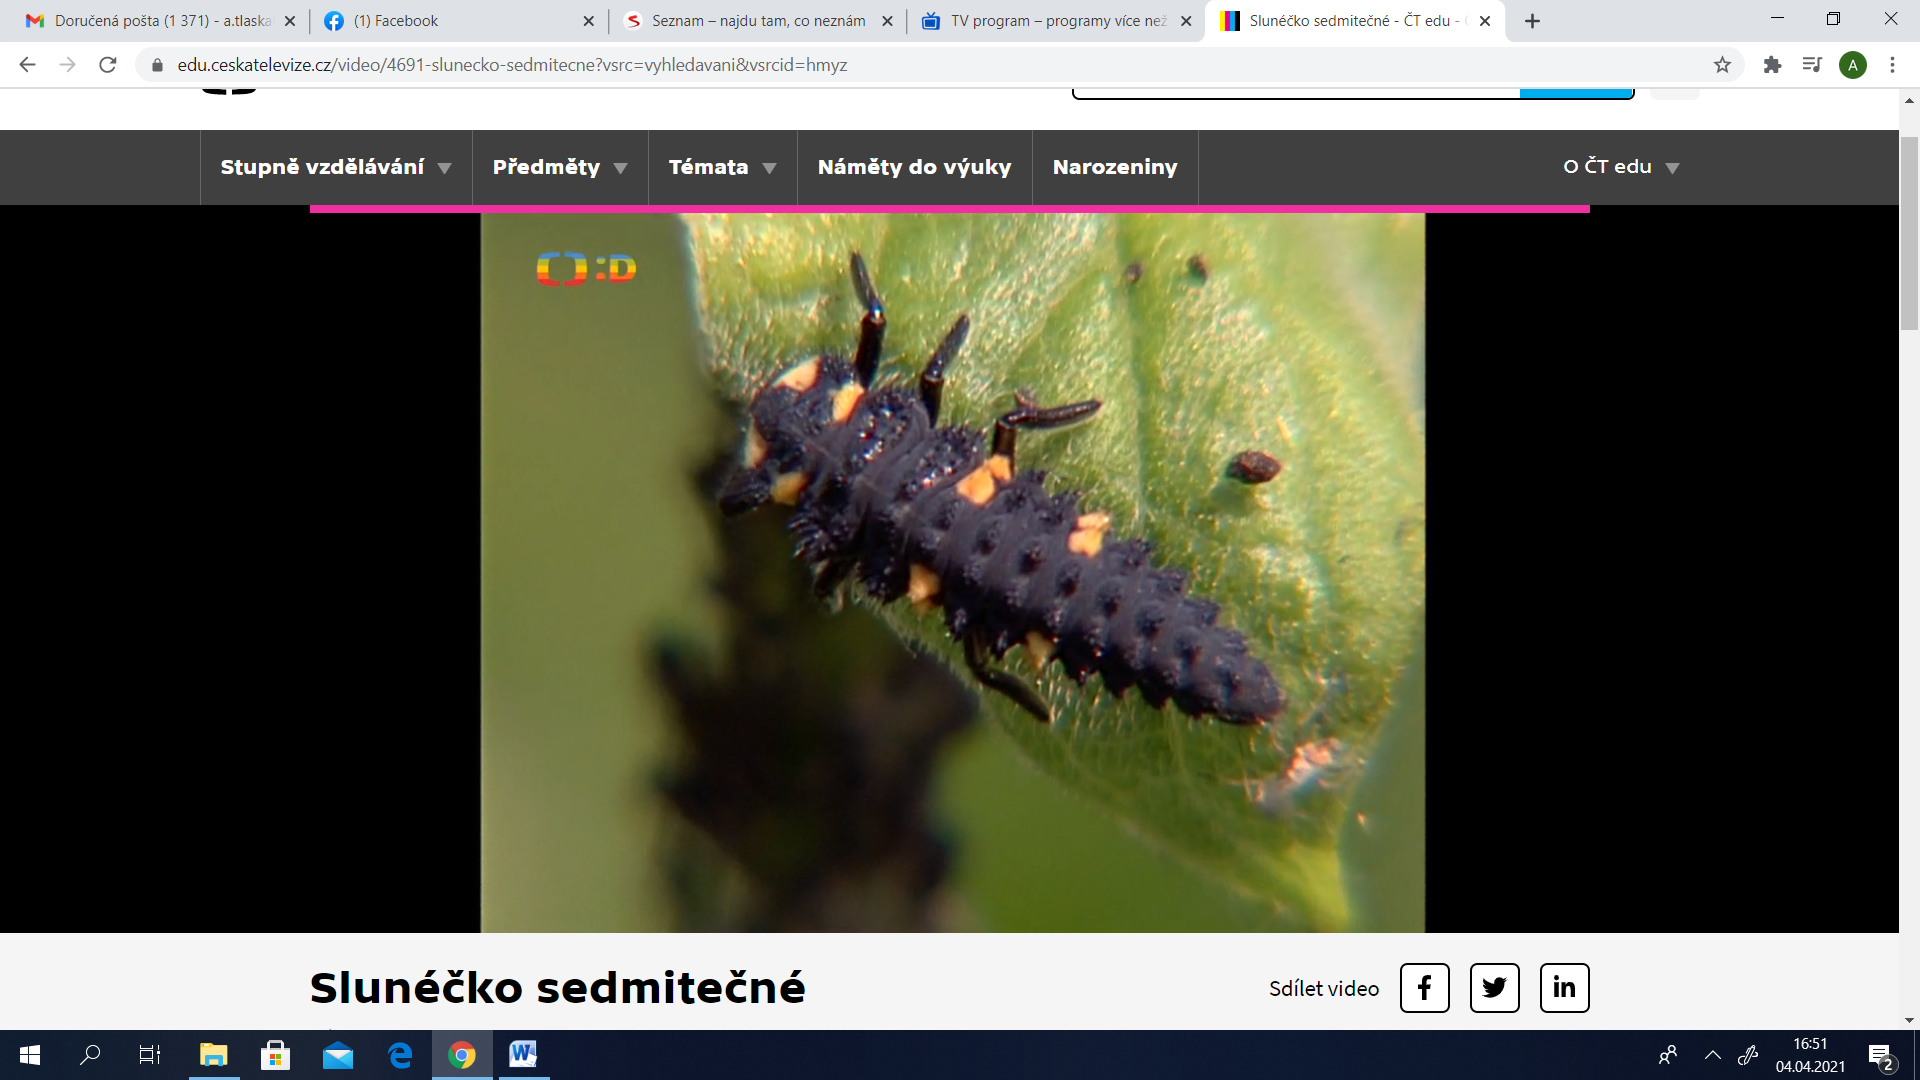 Doručená pošta (1 371) - a.tlaska
(1) Facebook
Seznam – najdu tam, co neznám
TV program – programy více než
Slunéčko sedmitečné - ČT edu -
edu.ceskatelevize.cz/video/4691-slunecko-sedmitecne?vsrc=vyhledavani&vsrcid=hmyz
A
Stupně vzdělávání
Předměty
Témata
Náměty do výuky
Narozeniny
O ČT edu
:D
Slunéčko sedmitečné
Sdílet video
16:51
04.04.2021
2